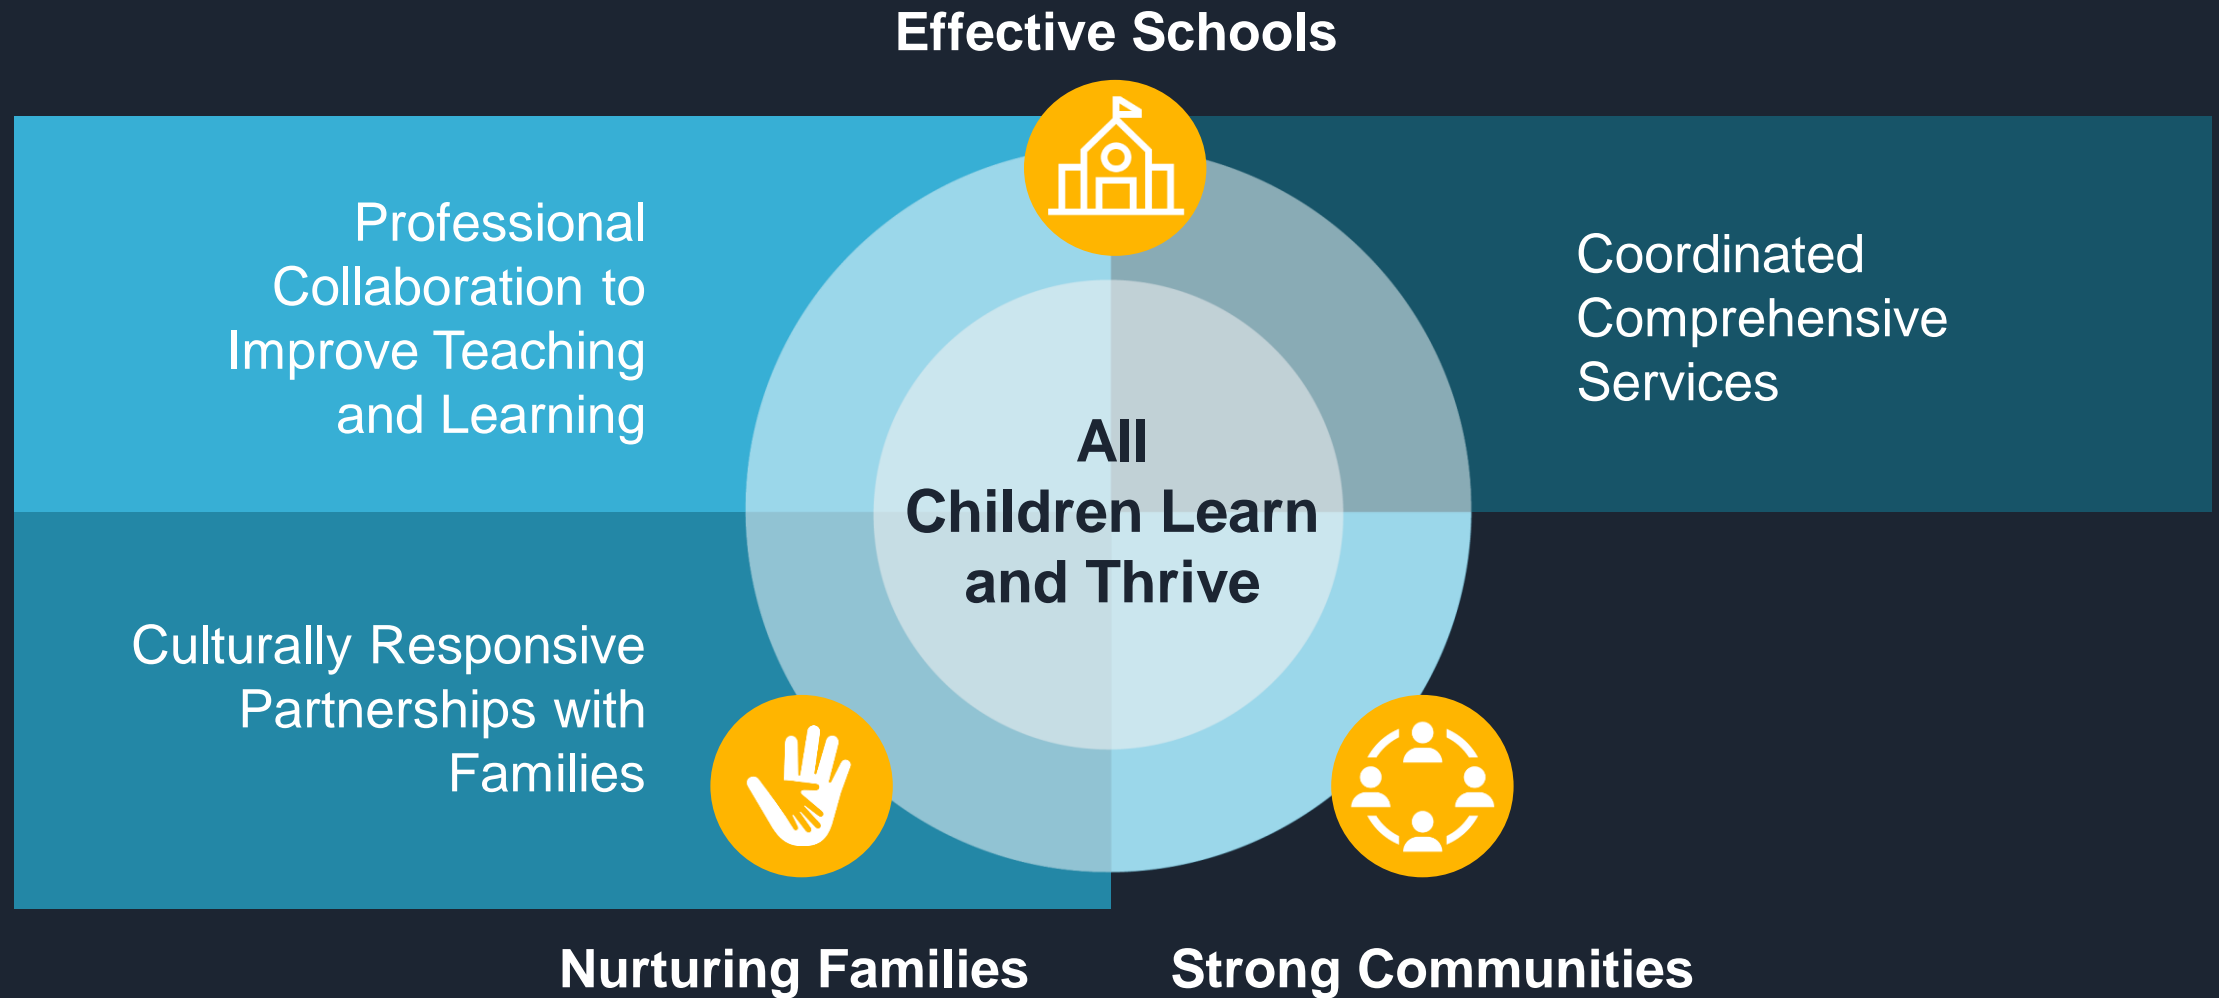 Effective Schools
Professional
Collaboration to
Improve Teaching
and Learning
Coordinated
Comprehensive
Services
All
Children Learn
and Thrive
Culturally Responsive
Partnerships with
Families
Nurturing Families
Strong Communities